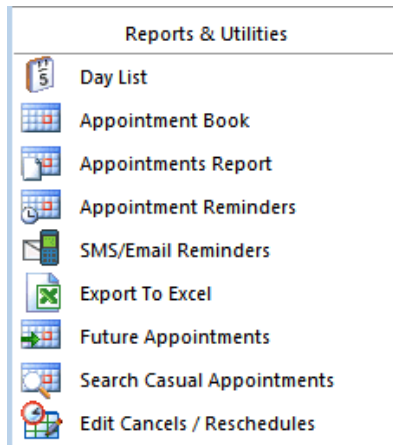 Reports & Utilities
5
Day List
Appointment Book
Appointments Report
Appointment Reminders
SMS/Email Reminders
Export To Excel
Future Appointments
Search Casual Appointments
Edit Cancels / Reschedules